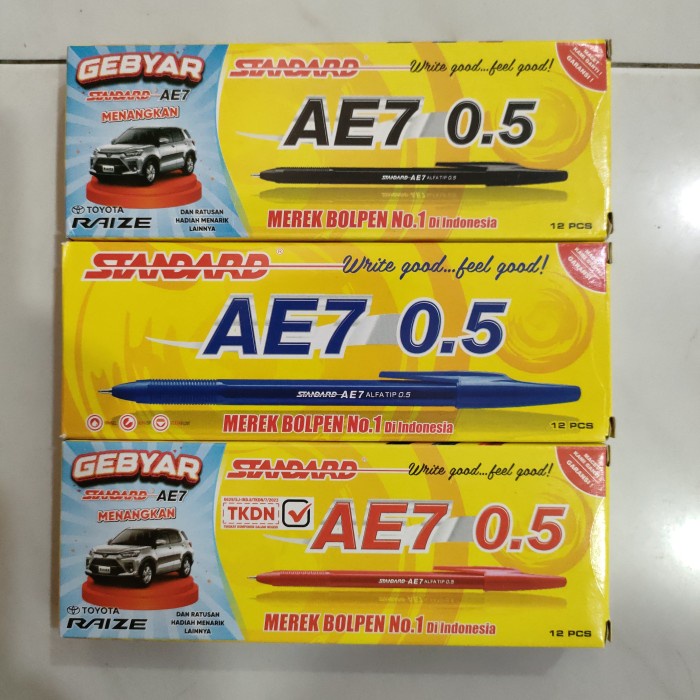 GEBYAR
STANDARD AE7
MENANGKAN
TOYOTA
RAIZE
DAN RATUSAN
HADIAH MENARIK
LAINNYA
STANDARD
Write good...feel good!
GARANSI!
AE7 0.5
STANDARD AE7 ALFATIP 0.5
MEREK BOLPEN No.1 Di Indonesia
12 PCS
STANDARD
Write good...feel good!
GARANSI!
AE7 0.5
STANDARD AE7 ALFATIP 0.5
MEREK BOLPEN No.1 Di Indonesia
12 PCS
GEBYAR
STANDARD AE7
MENANGKAN
TOYOTA
RAIZE
DAN RATUSAN
HADIAH MENARIK
LAINNYA
STANDARD
Write good...feel good!
GARANSI!
TKDN
AE7 0.5
STANDARD AE7 ALFATIP 0.5
MEREK BOLPEN No.1 Di Indonesia
12 PCS